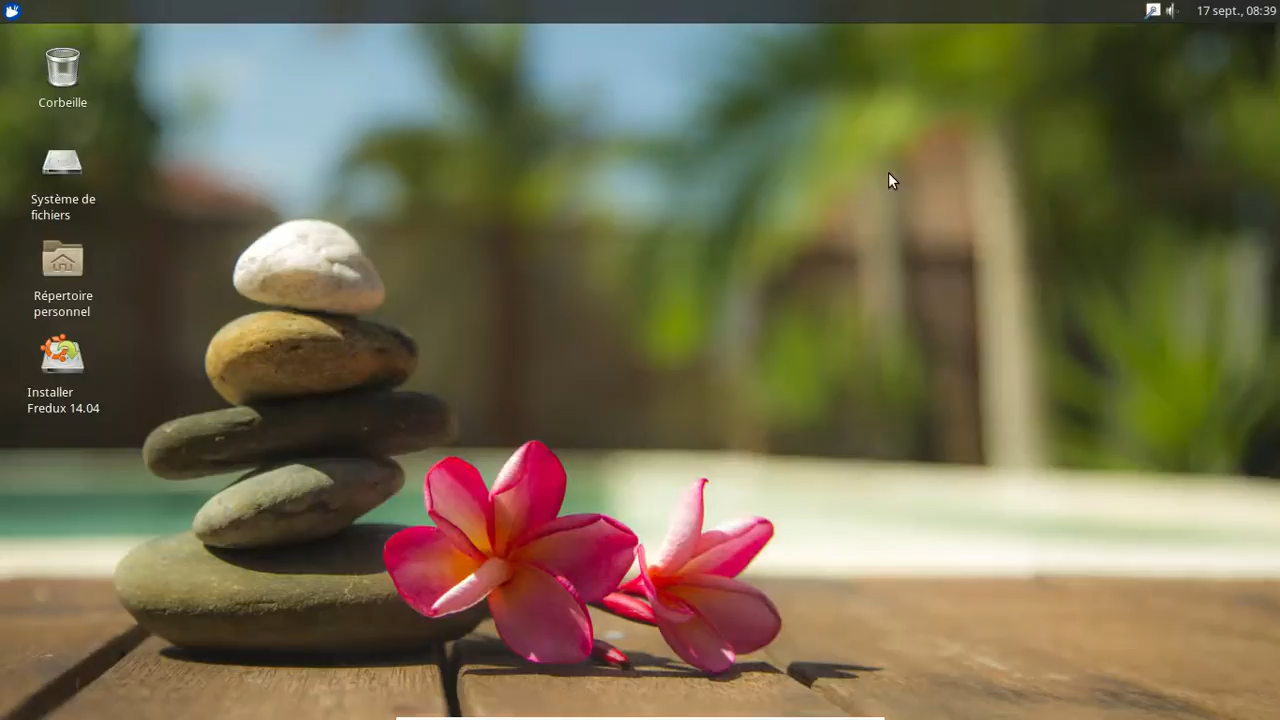 17 sept., 08:39
Corbeille
Système de
fichiers
Répertoire
personnel
Installer
Fredux 14.04